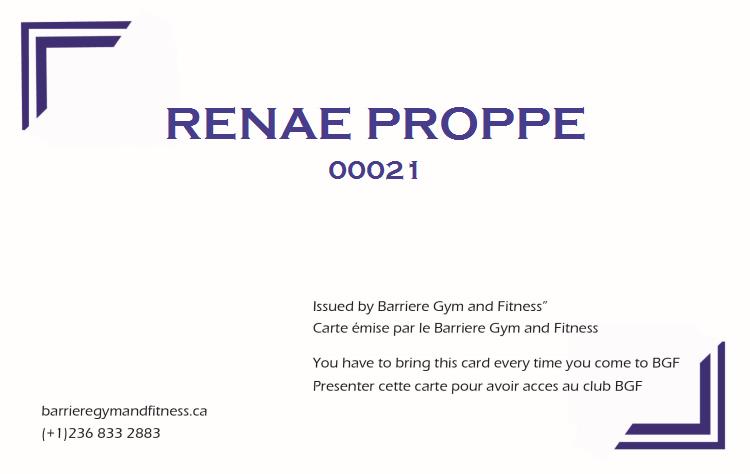 RENAE PROPPE
00021
Issued by Barriere Gym and Fitness"
Carte émise par le Barriere Gym and Fitness
You have to bring this card every time you come to BGF
Presenter cette carte pour avoir acces au club BGF
barrieregymandfitness.ca
(+1)236 833 2883